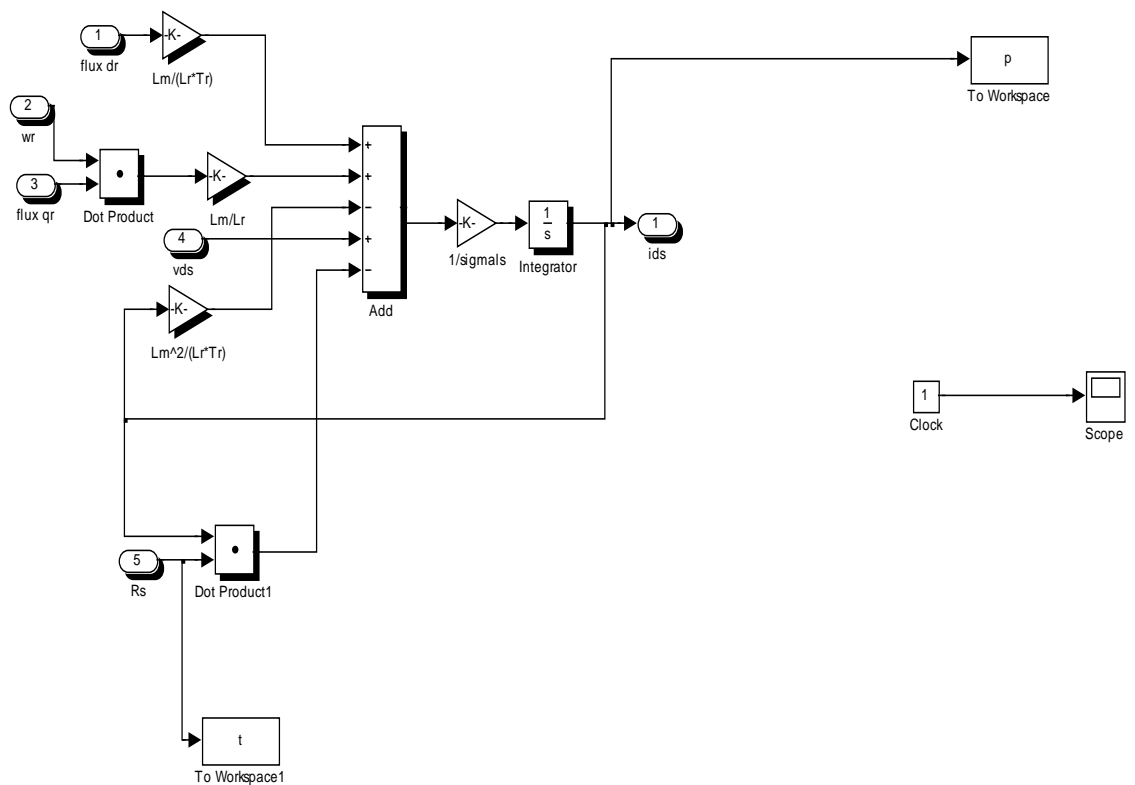 1
-K-
flux dr
Lm/(Lr*Tr)
p
To Workspace
2
wr
3
flux qr
Dot Product
-K-
Lm/Lr
4
vds
+
+
−
+
−
Add
-K-
1/sigmals
1
s
Integrator
1
ids
-K-
Lm^2/(Lr*Tr)
1
Clock
Scope
5
Rs
Dot Product1
t
To Workspace1